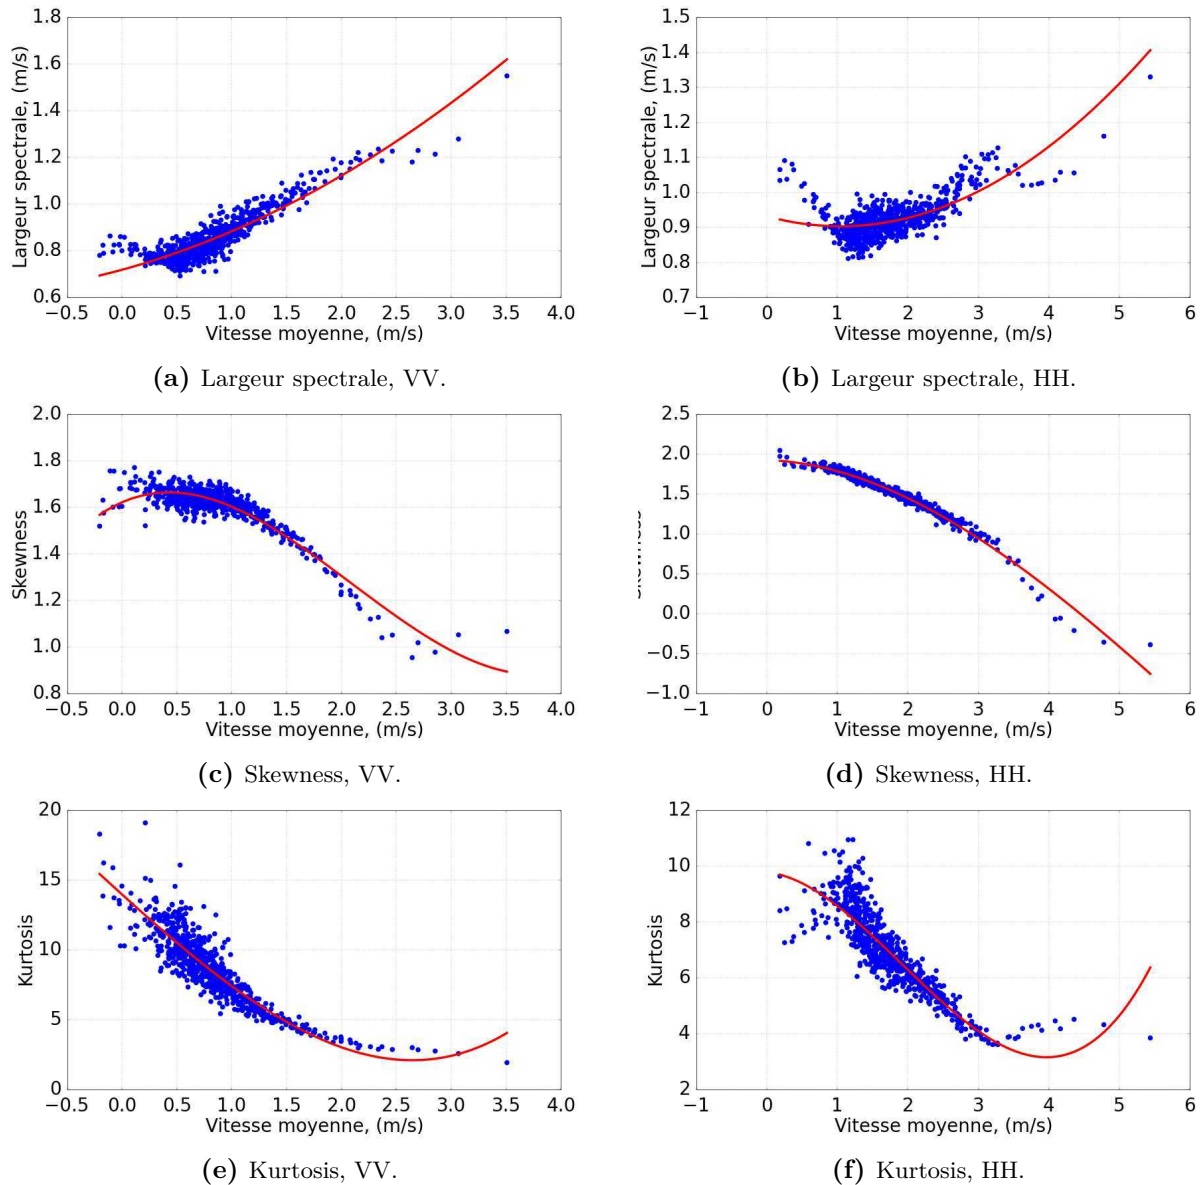 1.8
1.6
1.4
1.2
1.0
0.8
0.6
Largeur spectrale, (m/s)
−0.5 0.0 0.5 1.0 1.5 2.0 2.5 3.0 3.5 4.0
Vitesse moyenne, (m/s)
(a) Largeur spectrale, VV.
1.5
1.4
1.3
1.2
1.1
1.0
0.9
0.8
0.7
Largeur spectrale, (m/s)
−1 0 1 2 3 4 5 6
Vitesse moyenne, (m/s)
(b) Largeur spectrale, HH.
2.0
1.8
1.6
1.4
1.2
1.0
0.8
Skewness
−0.5 0.0 0.5 1.0 1.5 2.0 2.5 3.0 3.5 4.0
Vitesse moyenne, (m/s)
(c) Skewness, VV.
2.5
2.0
1.5
1.0
0.5
0.0
−0.5
−1.0
Skewness
−1 0 1 2 3 4 5 6
Vitesse moyenne, (m/s)
(d) Skewness, HH.
20
15
10
5
0
Kurtosis
−0.5 0.0 0.5 1.0 1.5 2.0 2.5 3.0 3.5 4.0
Vitesse moyenne, (m/s)
(e) Kurtosis, VV.
12
10
8
6
4
2
Kurtosis
−1 0 1 2 3 4 5 6
Vitesse moyenne, (m/s)
(f) Kurtosis, HH.